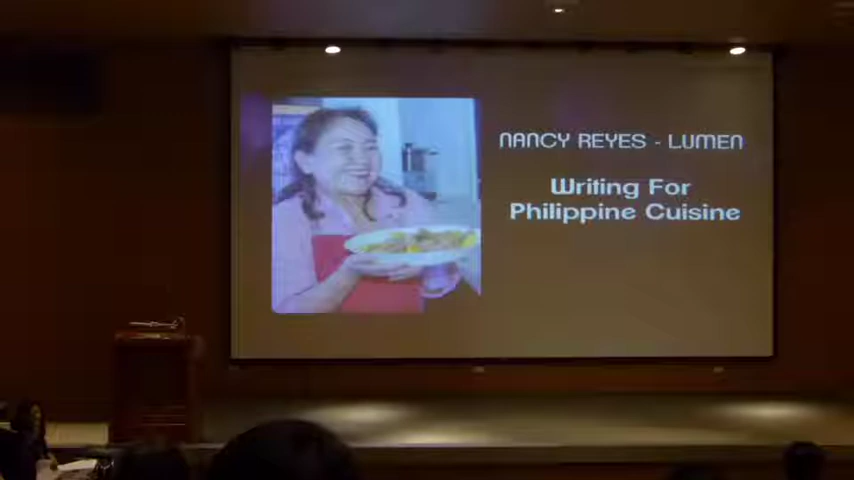 NANCY REYES - LUMEN
Writing For
Philippine Cuisine